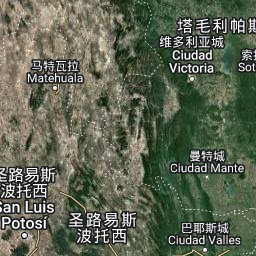 塔毛利帕斯
维多利亚城
Ciudad
Victoria
索
Sot
马特瓦拉
Matehuala
曼特城
Ciudad Mante
圣路易斯
波托西
San Luis
Potosí
圣路易斯
波托西
巴耶斯城
Ciudad Valles